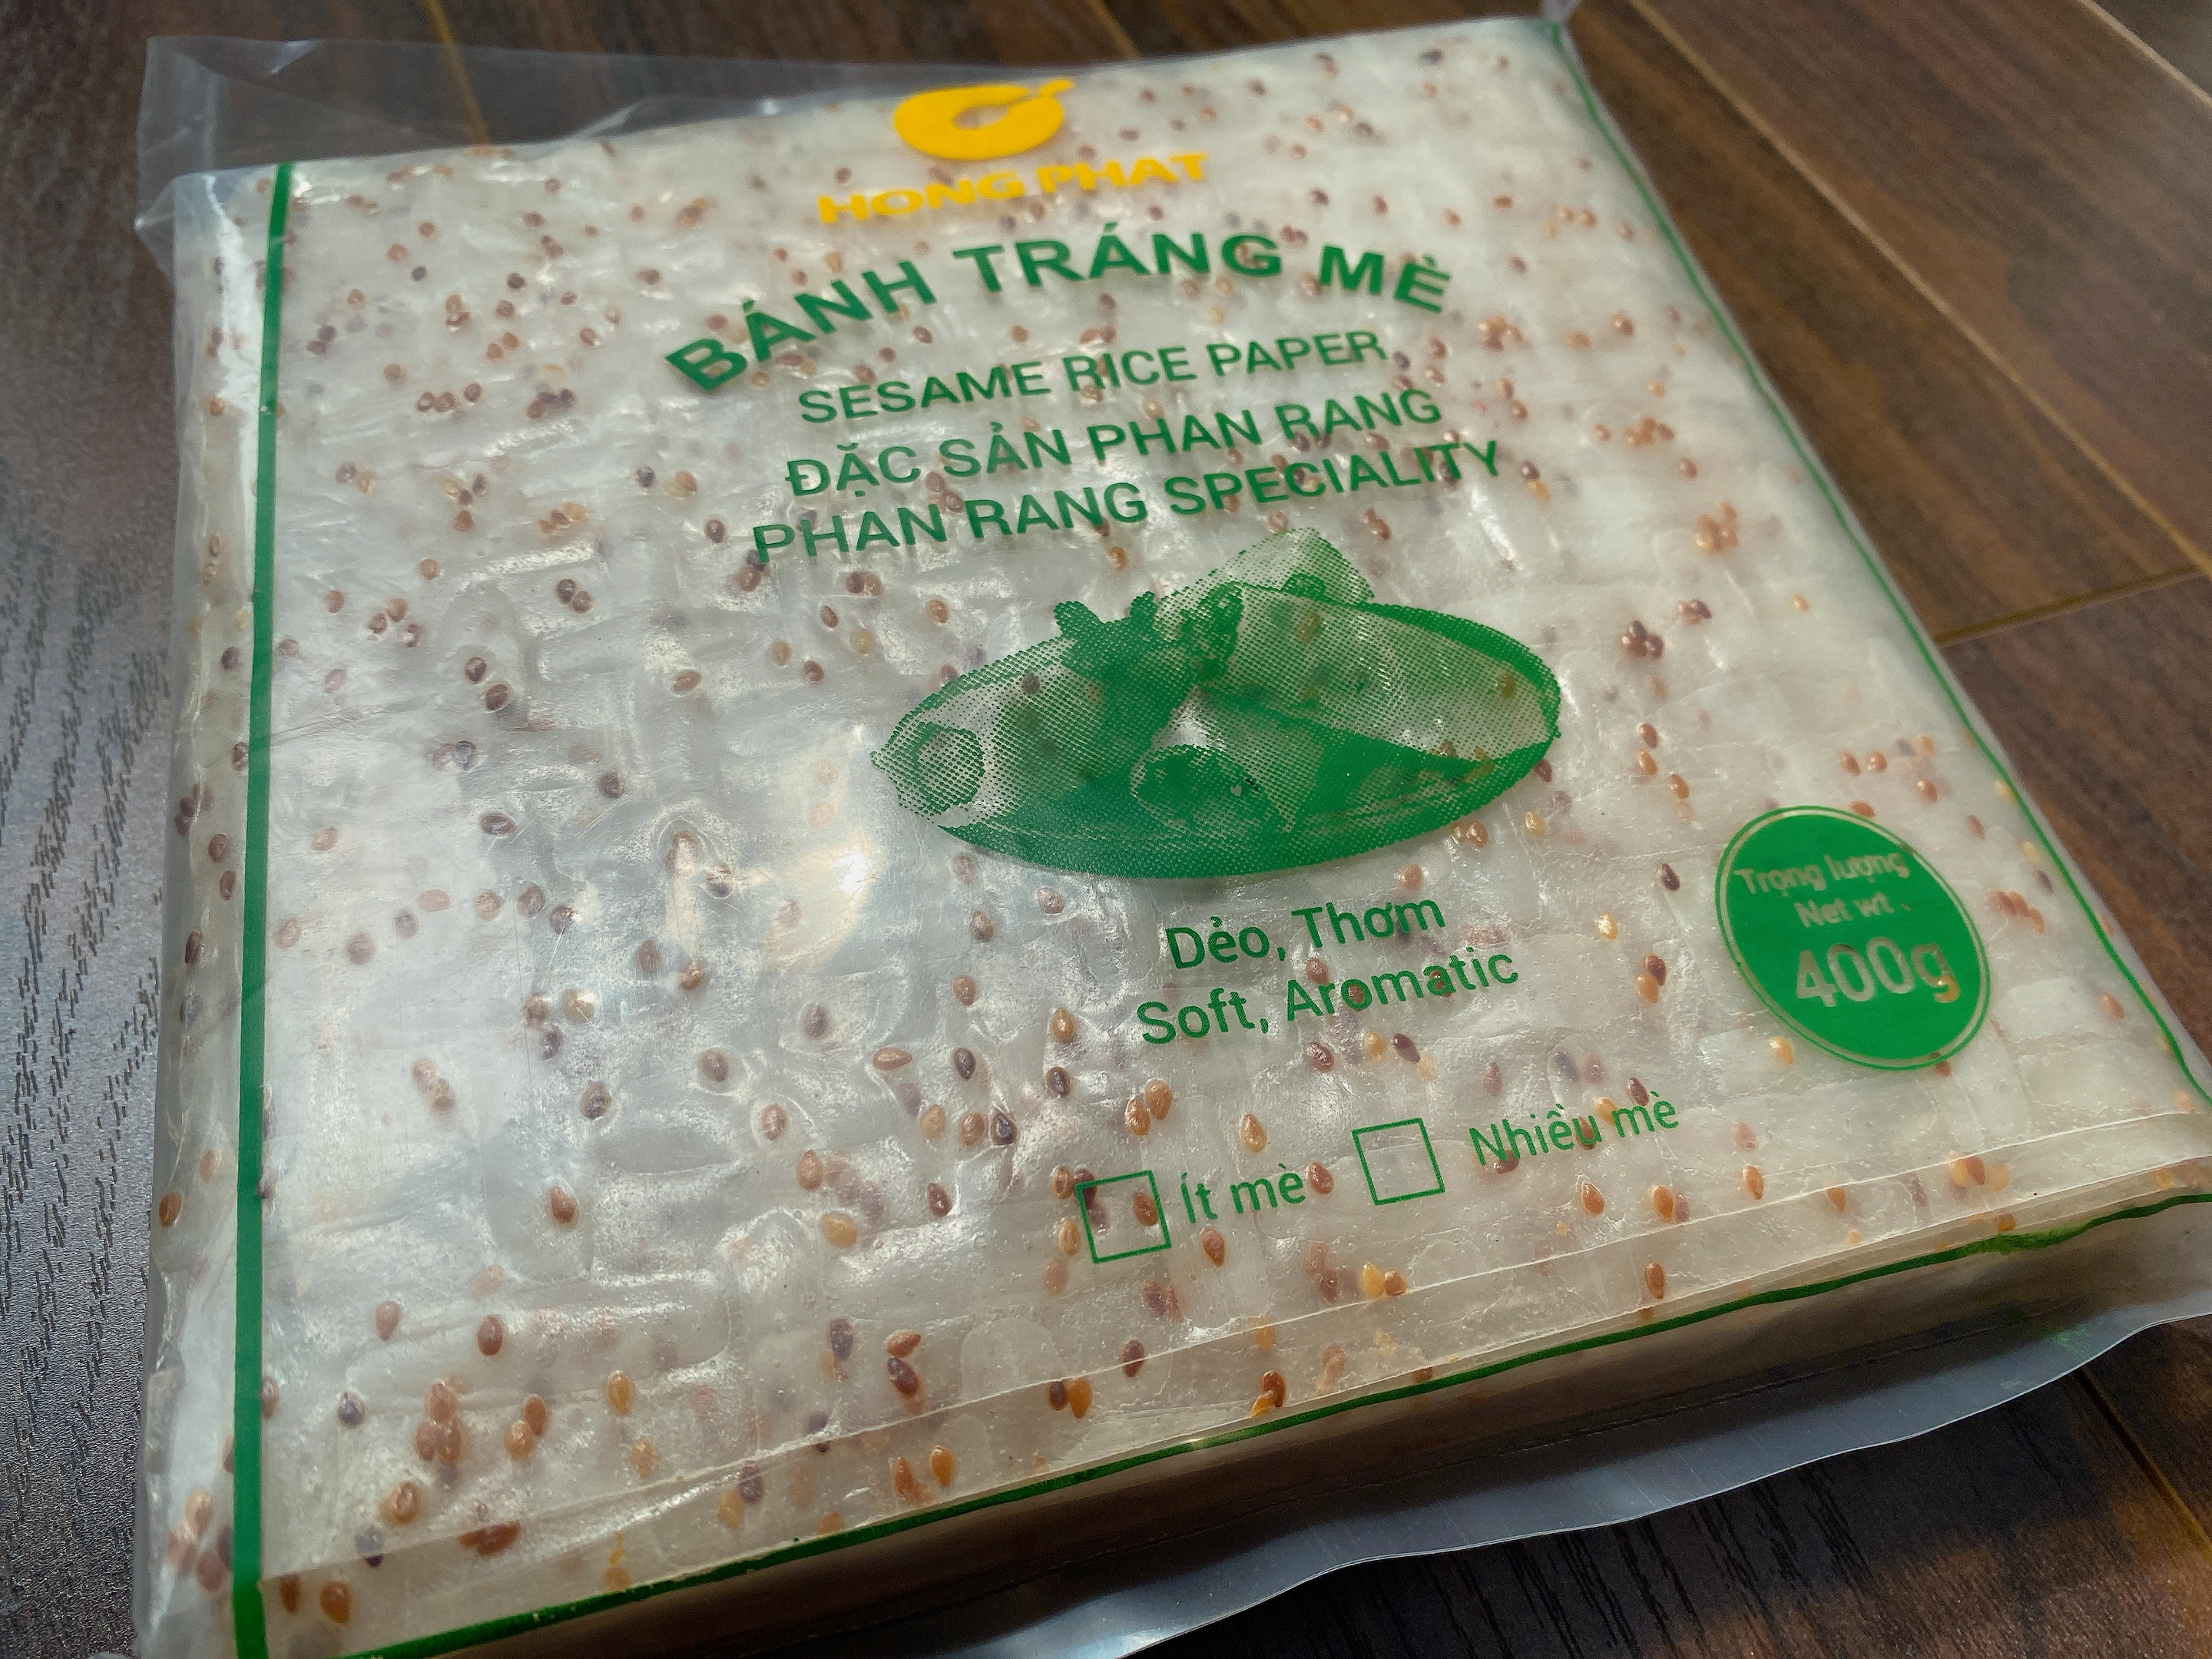 HONG PHAT
BÁNH TRÁNG MÈ
SESAME RICE PAPER
ĐẶC SẢN PHAN RANG
PHAN RANG SPECIALITY
Dẻo, Thơm
Soft, Aromatic
Trọng lượng
Net wt .
400g
Ít mè
Nhiều mè